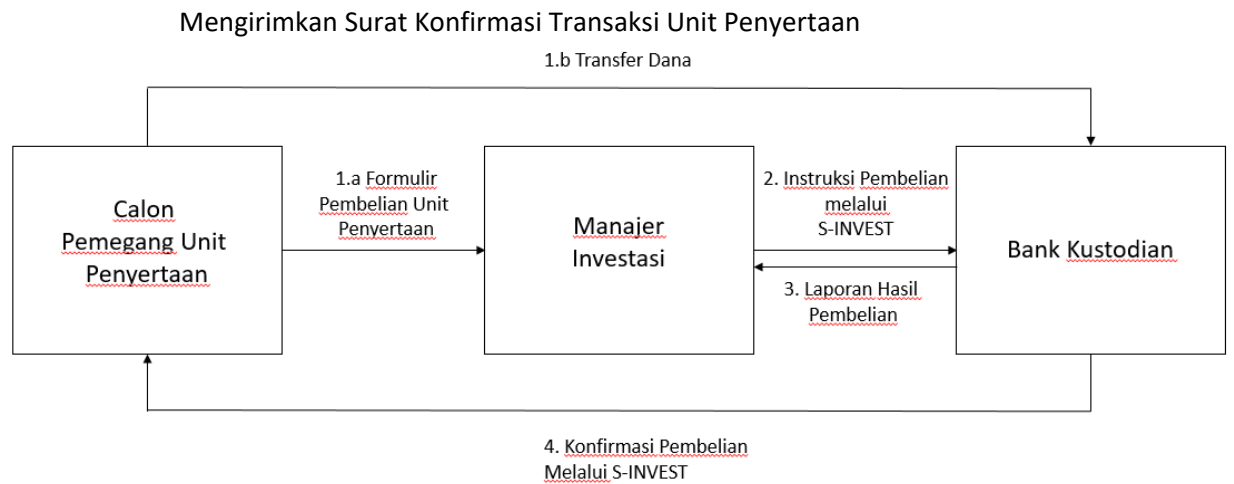 Mengirimkan Surat Konfirmasi Transaksi Unit Penyertaan
1.b Transfer Dana
Calon
Pemegang Unit
Penyertaan
1.a Formulir
Pembelian Unit
Penyertaan
Manajer
Investasi
2. Instruksi Pembelian
melalui
S-INVEST
3. Laporan Hasil
Pembelian
Bank Kustodian
4. Konfirmasi Pembelian
Melalui S-INVEST